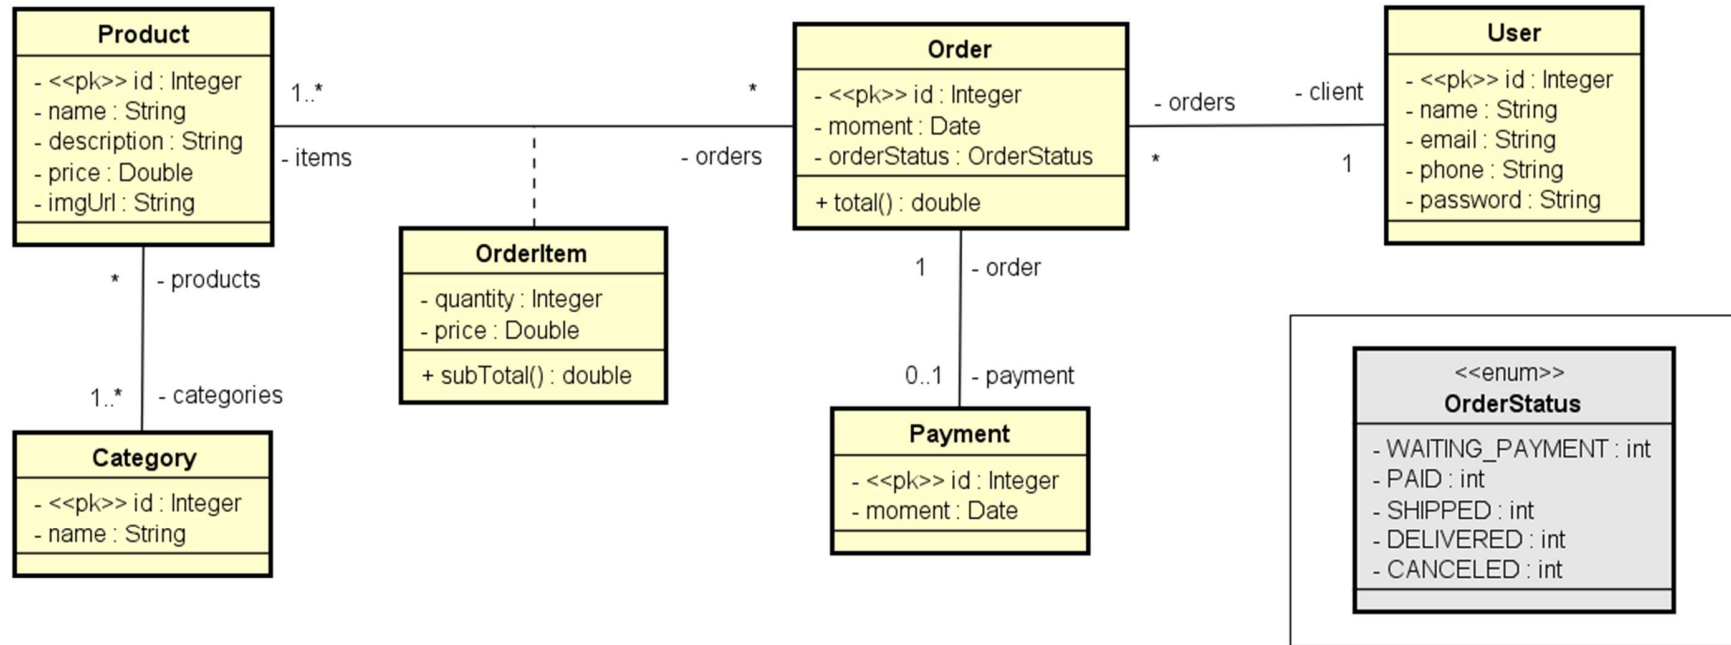 Product
- <<pk>> id : Integer
- name : String
- description : String
- price : Double
- imgUrl : String
1..*
- items
*
- orders
Order
- <<pk>> id : Integer
- moment : Date
- orderStatus : OrderStatus
+ total() : double
- orders
*
- client
1
User
- <<pk>> id : Integer
- name : String
- email : String
- phone : String
- password : String
OrderItem
- quantity : Integer
- price : Double
+ subTotal() : double
* - products
1..* - categories
Category
- <<pk>> id : Integer
- name : String
1 - order
0..1 - payment
Payment
- <<pk>> id : Integer
- moment : Date
<<enum>>
OrderStatus
- WAITING_PAYMENT : int
- PAID : int
- SHIPPED : int
- DELIVERED : int
- CANCELED : int